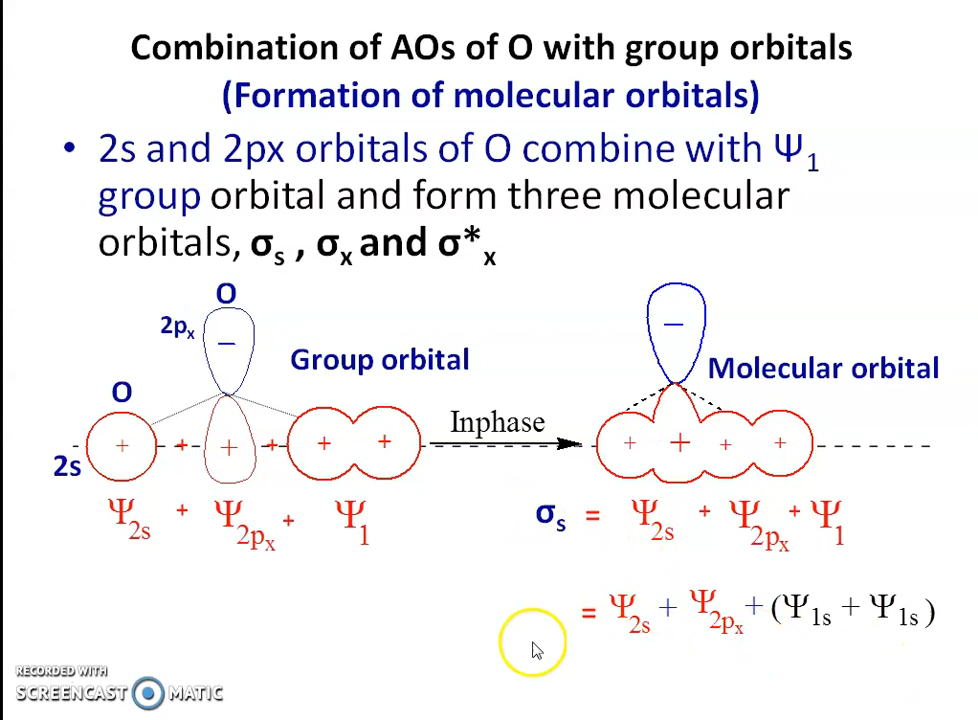 Combination of AOs of O with group orbitals
(Formation of molecular orbitals)
• 2s and 2px orbitals of O combine with Ψ₁
group orbital and form three molecular
orbitals, σₛ , σₓ and σ*ₓ
O
2pₓ
−
Group orbital
O
2s
+ + + + + +
Inphase
−
Molecular orbital
+ + + +
Ψ2s + Ψ2pₓ + Ψ1
σₛ = Ψ2s + Ψ2pₓ + Ψ1
= Ψ2s + Ψ2pₓ + (Ψ1s + Ψ1s )
RECORDED WITH
SCREENCAST MATIC